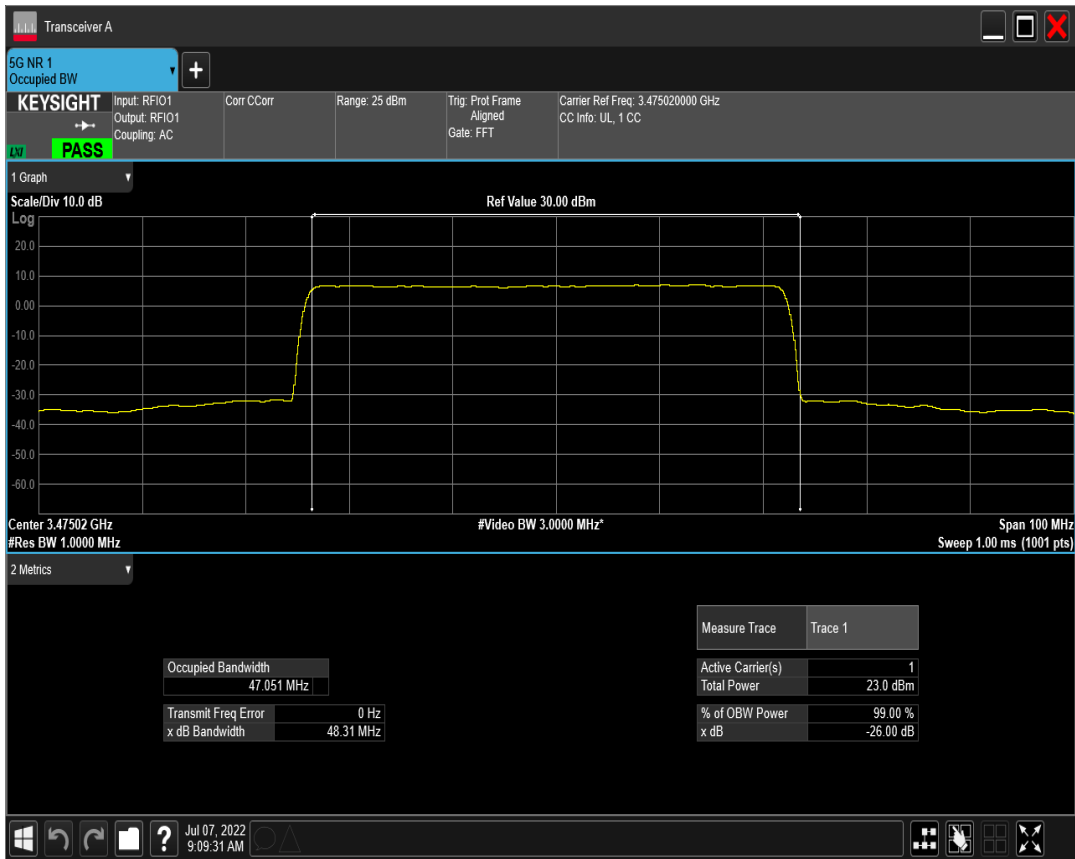 Transceiver A
5G NR 1
Occupied BW
+
KEYSIGHT
LXI
PASS
Input: RFIO1
Output: RFIO1
Coupling: AC
Corr CCorr
Range: 25 dBm
Trig: Prot Frame
Aligned
Gate: FFT
Carrier Ref Freq: 3.475020000 GHz
CC Info: UL, 1 CC
1 Graph
Scale/Div 10.0 dB
Ref Value 30.00 dBm
Log
20.0
10.0
0.00
-10.0
-20.0
-30.0
-40.0
-50.0
-60.0
Center 3.47502 GHz
#Video BW 3.0000 MHz*
Span 100 MHz
#Res BW 1.0000 MHz
Sweep 1.00 ms (1001 pts)
2 Metrics
Measure Trace Trace 1
Occupied Bandwidth
47.051 MHz
Active Carrier(s) 1
Total Power 23.0 dBm
Transmit Freq Error 0 Hz
x dB Bandwidth 48.31 MHz
% of OBW Power 99.00 %
x dB -26.00 dB
?
Jul 07, 2022
9:09:31 AM